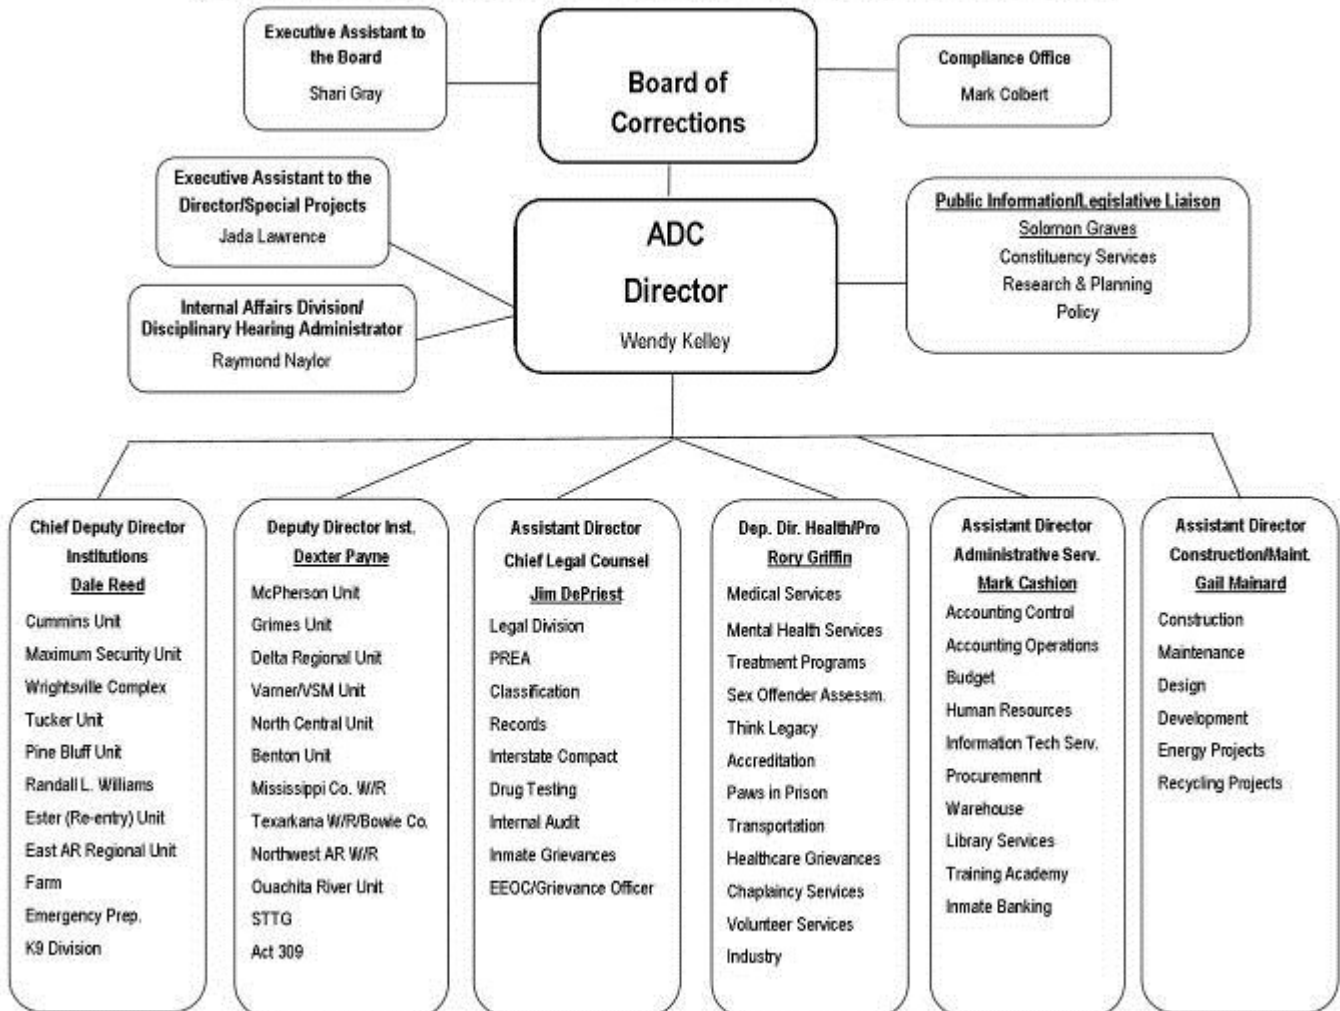 Executive Assistant to
the Board
Shari Gray
Board of
Corrections
Compliance Office
Mark Colbert
Executive Assistant to the
Director/Special Projects
Jada Lawrence
Internal Affairs Division/
Disciplinary Hearing Administrator
Raymond Naylor
ADC
Director
Wendy Kelley
Public Information/Legislative Liaison
Solomon Graves
Constituency Services
Research & Planning
Policy
Chief Deputy Director
Institutions
Dale Reed
Cummins Unit
Maximum Security Unit
Wrightsville Complex
Tucker Unit
Pine Bluff Unit
Randall L. Williams
Ester (Re-entry) Unit
East AR Regional Unit
Farm
Emergency Prep.
K9 Division
Deputy Director Inst.
Dexter Payne
McPherson Unit
Grimes Unit
Delta Regional Unit
Varner/VSM Unit
North Central Unit
Benton Unit
Mississippi Co. W/R
Texarkana W/R/Bowie Co.
Northwest AR W/R
Ouachita River Unit
STTG
Act 309
Assistant Director
Chief Legal Counsel
Jim DePriest
Legal Division
PREA
Classification
Records
Interstate Compact
Drug Testing
Internal Audit
Inmate Grievances
EEOC/Grievance Officer
Dep. Dir. Health/Pro
Rory Griffin
Medical Services
Mental Health Services
Treatment Programs
Sex Offender Assessm.
Think Legacy
Accreditation
Paws in Prison
Transportation
Healthcare Grievances
Chaplaincy Services
Volunteer Services
Industry
Assistant Director
Administrative Serv.
Mark Cashion
Accounting Control
Accounting Operations
Budget
Human Resources
Information Tech Serv.
Procuremennt
Warehouse
Library Services
Training Academy
Inmate Banking
Assistant Director
Construction/Maint.
Gail Mainard
Construction
Maintenance
Design
Development
Energy Projects
Recycling Projects